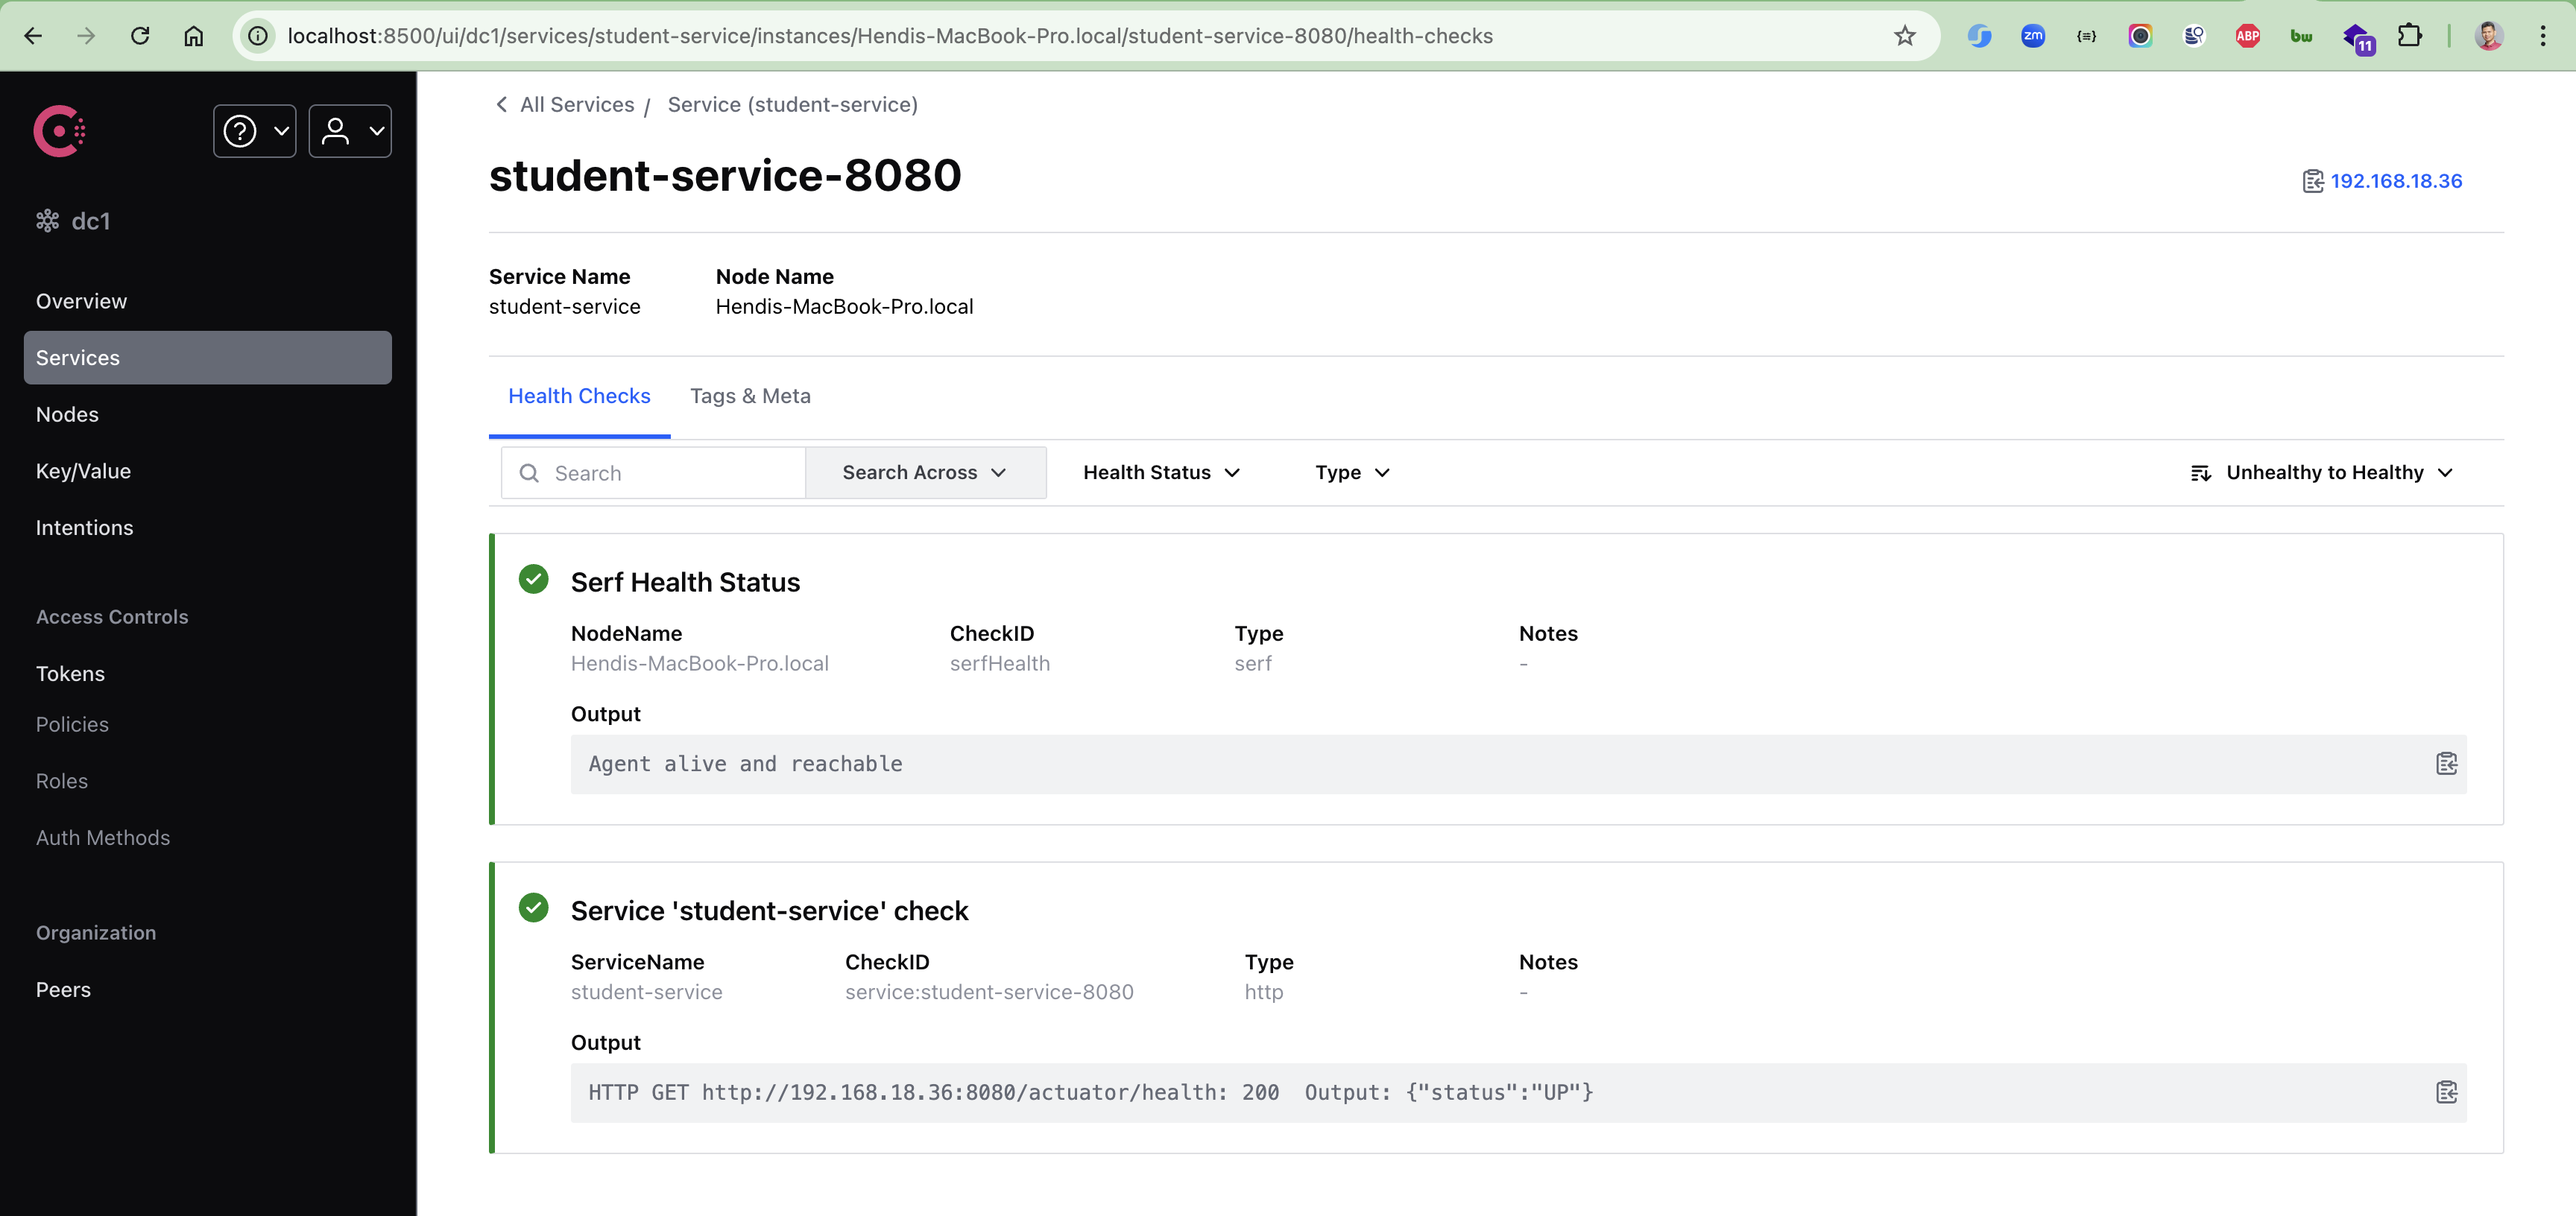 localhost:8500/ui/dc1/services/student-service/instances/Hendis-MacBook-Pro.local/student-service-8080/health-checks
zm
ABP
bw
11
dc1
Overview
Services
Nodes
Key/Value
Intentions
Access Controls
Tokens
Policies
Roles
Auth Methods
Organization
Peers
All Services / Service (student-service)
student-service-8080
192.168.18.36
Service Name Node Name
student-service Hendis-MacBook-Pro.local
Health Checks Tags & Meta
Search Search Across Health Status Type Unhealthy to Healthy
Serf Health Status
NodeName CheckID Type Notes
Hendis-MacBook-Pro.local serfHealth serf -
Output
Agent alive and reachable
Service 'student-service' check
ServiceName CheckID Type Notes
student-service service:student-service-8080 http -
Output
HTTP GET http://192.168.18.36:8080/actuator/health: 200  Output: {"status":"UP"}